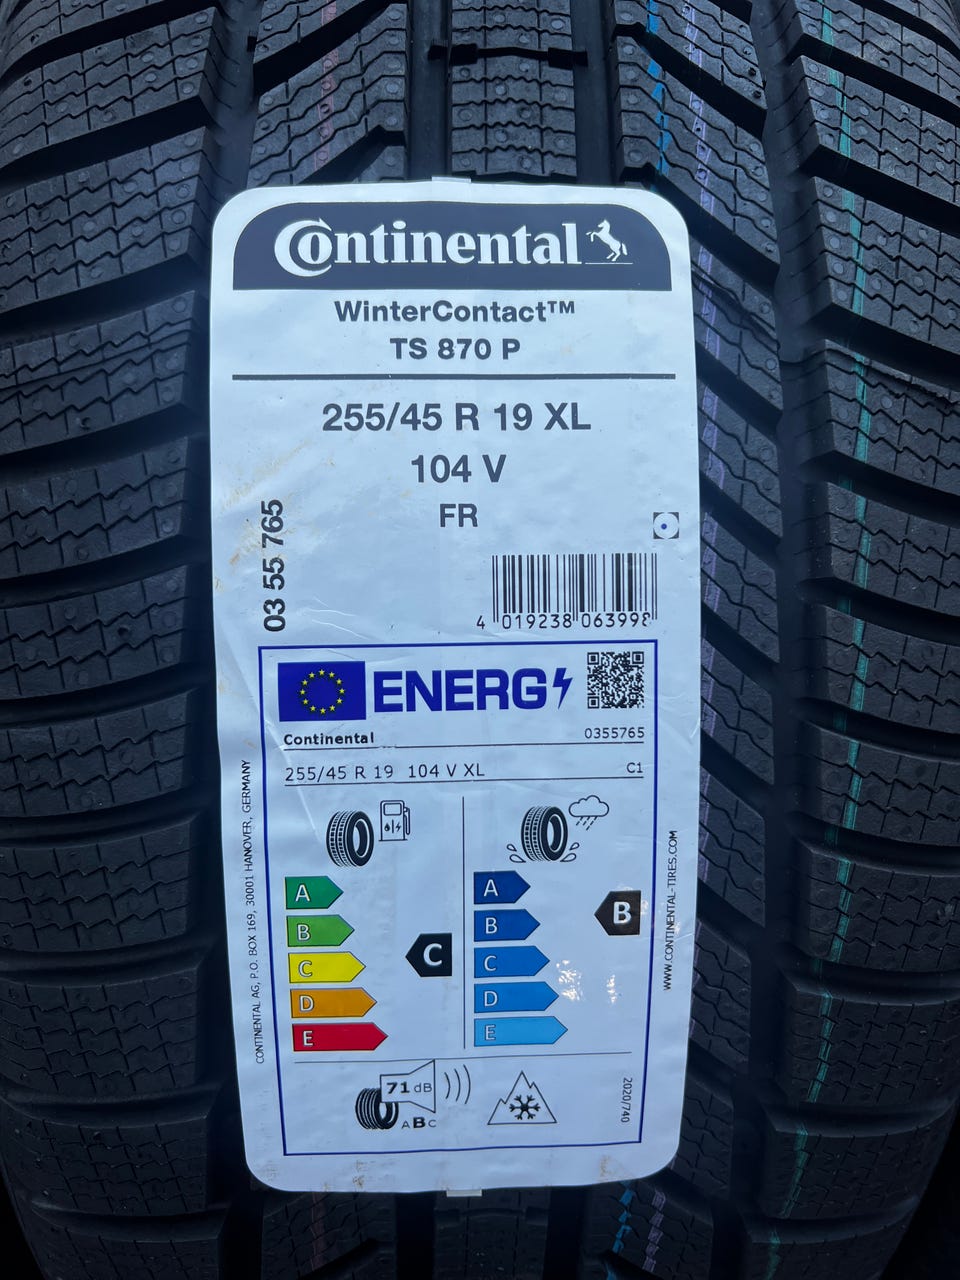 Continental
WinterContact™
TS 870 P
255/45 R 19 XL
104 V
FR
03 55 765
4 019238 063998
ENERG
Continental 0355765
255/45 R 19 104 V XL C1
A
B
C
D
E
C
A
B
C
D
E
B
71 dB
ABC
2020/740
CONTINENTAL AG, P.O. BOX 169, 30001 HANOVER, GERMANY
WWW.CONTINENTAL-TIRES.COM